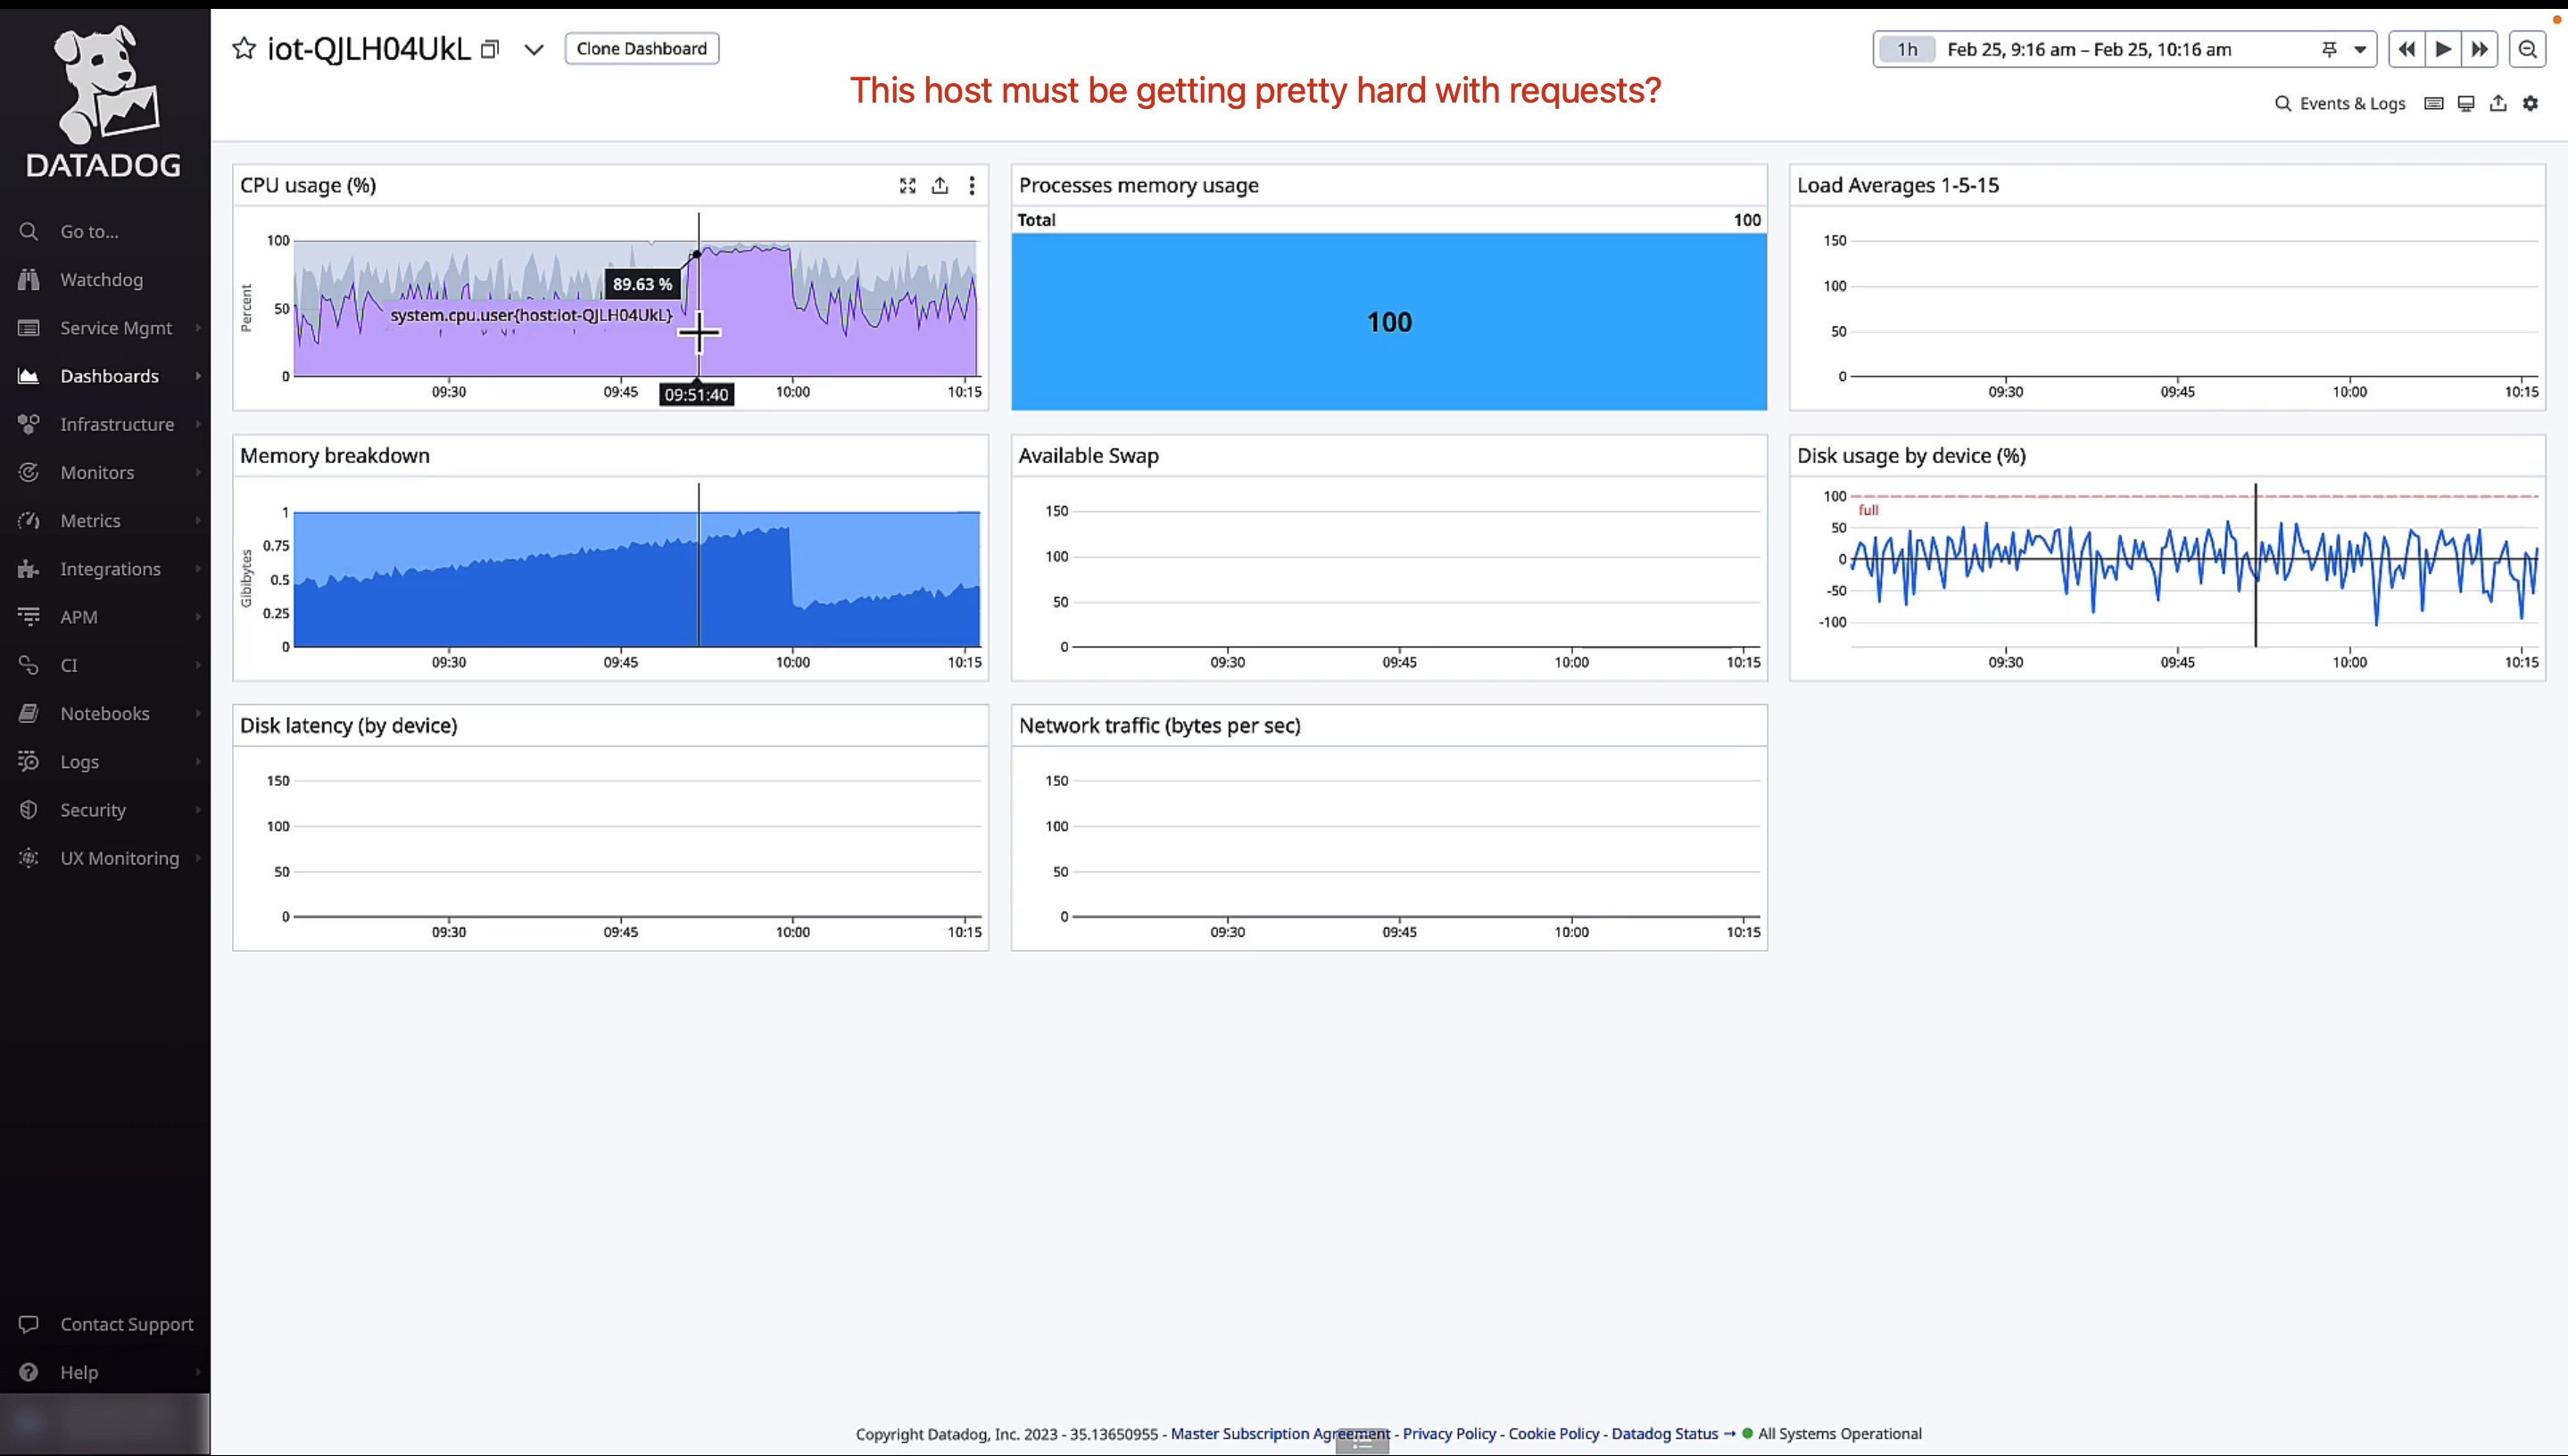 iot-QJLH04UkL
Clone Dashboard
1h
Feb 25, 9:16 am – Feb 25, 10:16 am
This host must be getting pretty hard with requests?
Events & Logs
DATADOG
Go to...
Watchdog
Service Mgmt
Dashboards
Infrastructure
Monitors
Metrics
Integrations
APM
CI
Notebooks
Logs
Security
UX Monitoring
Contact Support
Help
CPU usage (%)
Percent
100
50
0
89.63 %
system.cpu.user{host:iot-QJLH04UkL}
09:30
09:45
09:51:40
10:00
10:15
Processes memory usage
Total
100
100
Load Averages 1-5-15
150
100
50
0
09:30
09:45
10:00
10:15
Memory breakdown
Gibibytes
1
0.75
0.5
0.25
0
09:30
09:45
10:00
10:15
Available Swap
150
100
50
0
09:30
09:45
10:00
10:15
Disk usage by device (%)
100
full
50
0
-50
-100
09:30
09:45
10:00
10:15
Disk latency (by device)
150
100
50
0
09:30
09:45
10:00
10:15
Network traffic (bytes per sec)
150
100
50
0
09:30
09:45
10:00
10:15
Copyright Datadog, Inc. 2023 - 35.13650955 - Master Subscription Agreement - Privacy Policy - Cookie Policy - Datadog Status → All Systems Operational